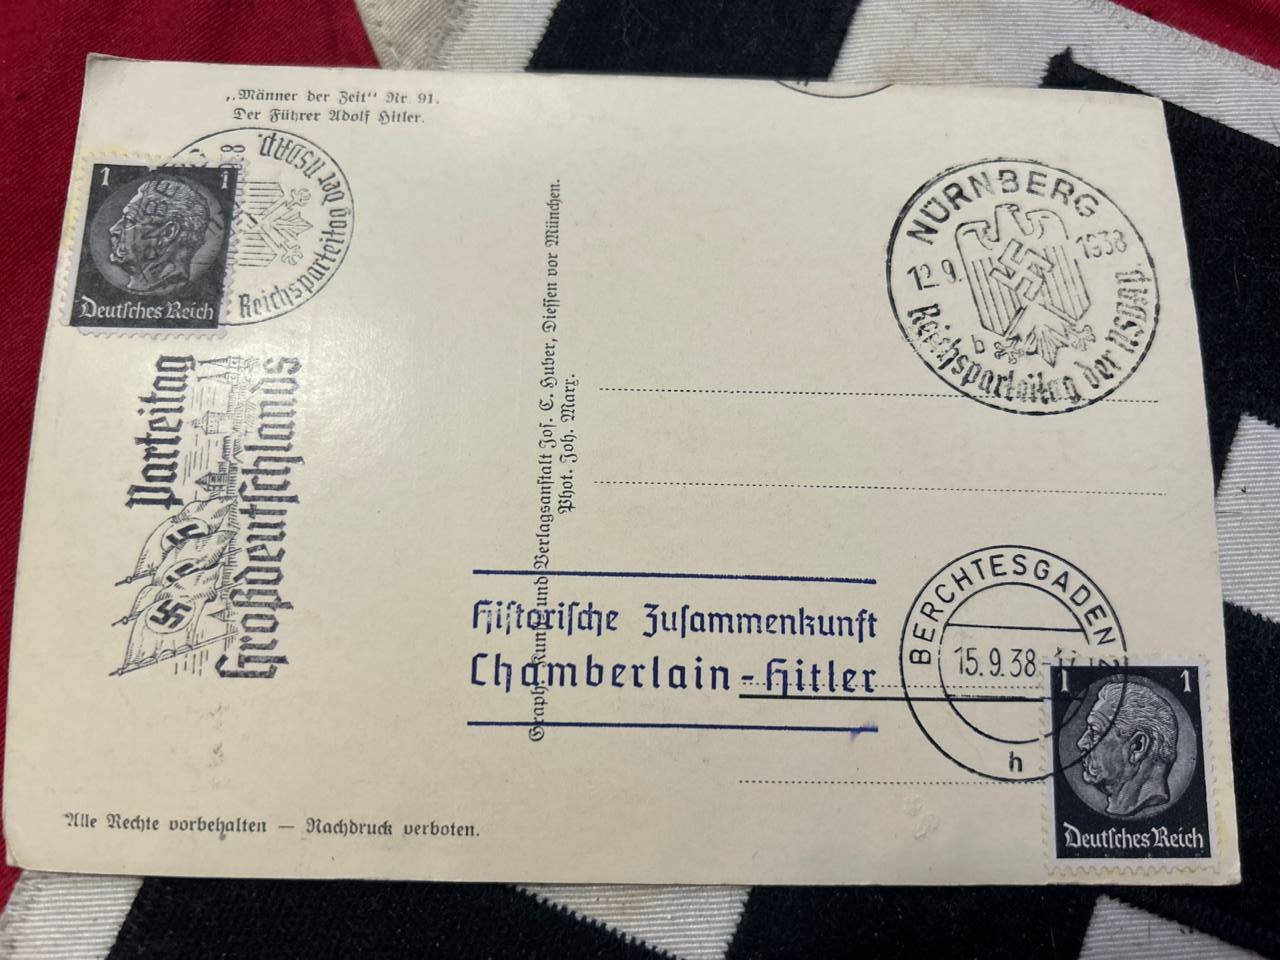 „Männer der Zeit“ Nr. 91.
Der Führer Adolf Hitler.
1 1
Deutsches Reich
Reichsparteitag der NSDAP.
Parteitag
Großdeutschlands
Graph. Kunst und Verlagsanstalt Jos. C. Huber, Diessen vor München.
Phot. Joh. Marx.
NÜRNBERG
12.9. 1938
b
Reichsparteitag der NSDAP.
Historische Zusammenkunft
Chamberlain-Hitler
BERCHTESGADEN 2
15.9.38
h
1 1
Deutsches Reich
Alle Rechte vorbehalten — Nachdruck verboten.